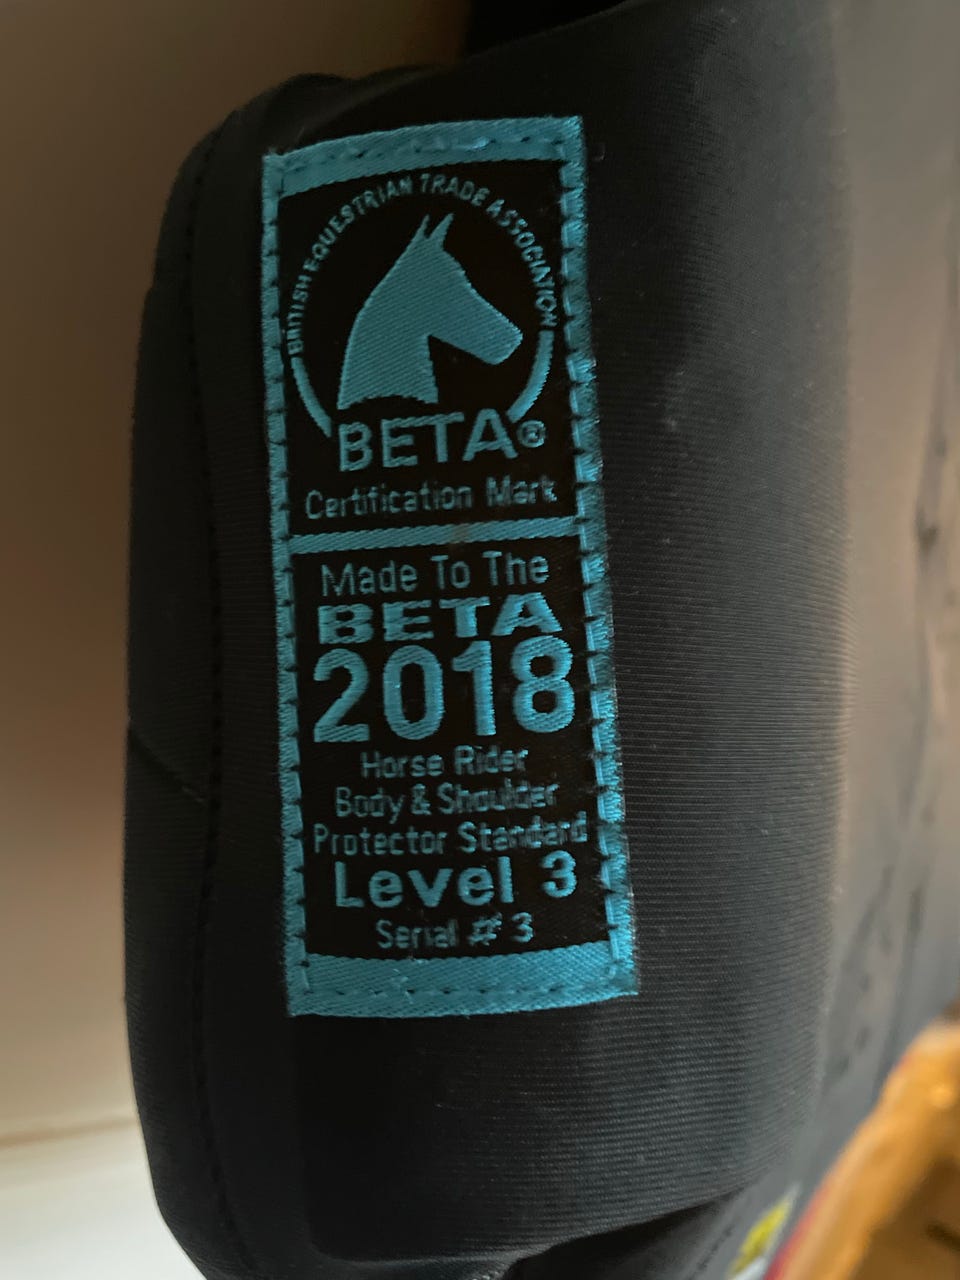 BRITISH EQUESTRIAN TRADE ASSOCIATION
BETA®
Certification Mark
Made To The
BETA
2018
Horse Rider
Body & Shoulder
Protector Standard
Level 3
Serial # 3